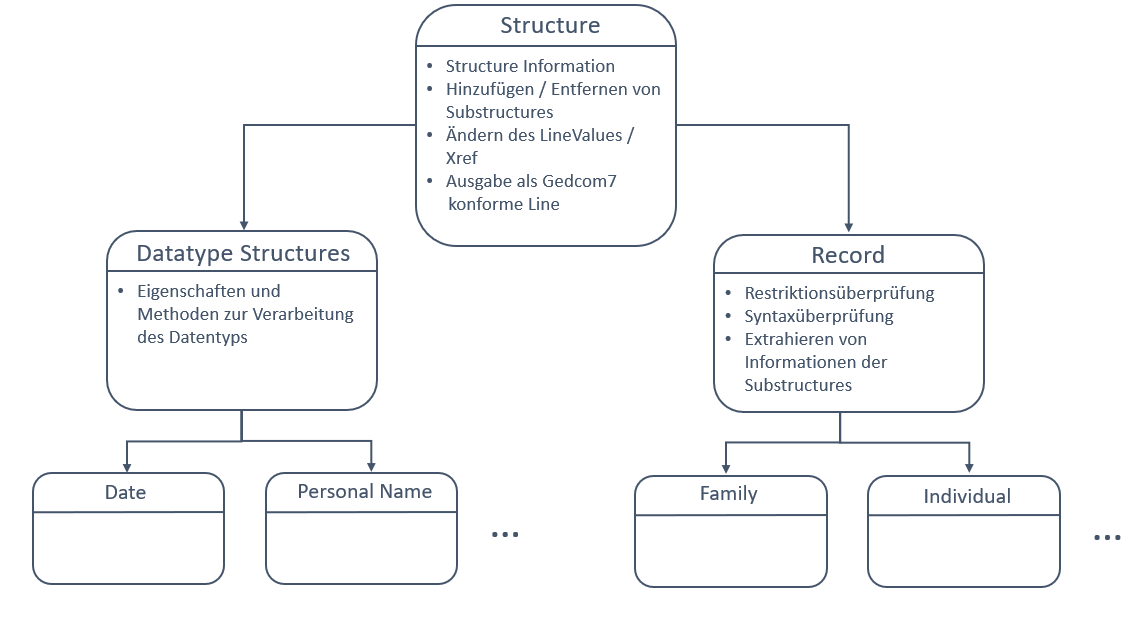 Structure
• Structure Information
• Hinzufügen / Entfernen von
Substructures
• Ändern des LineValues /
Xref
• Ausgabe als Gedcom7
konforme Line
Datatype Structures
• Eigenschaften und
Methoden zur Verarbeitung
des Datentyps
Record
• Restriktionsüberprüfung
• Syntaxüberprüfung
• Extrahieren von
Informationen der
Substructures
Date
Personal Name
...
Family
Individual
...